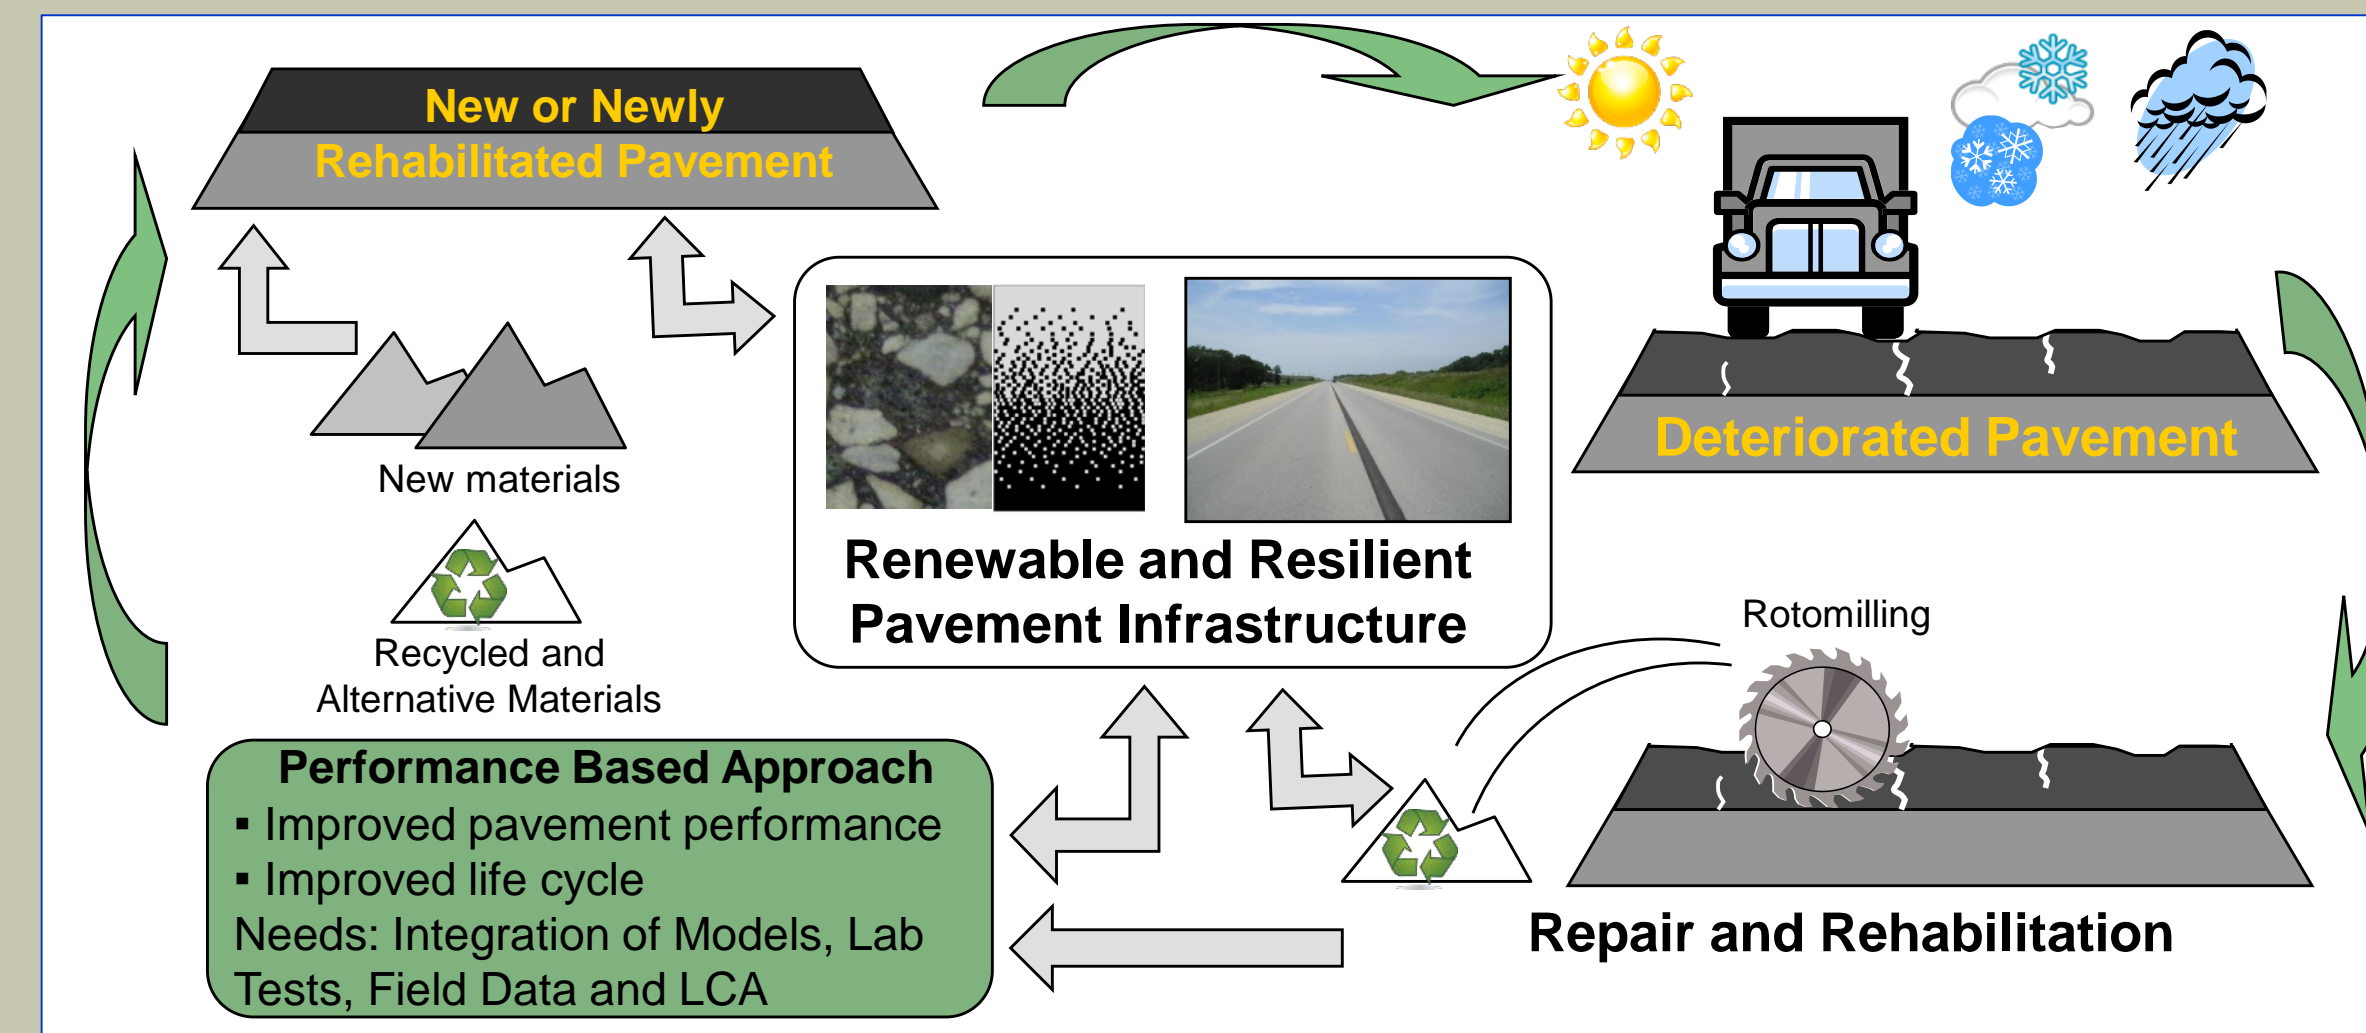 New or Newly
Rehabilitated Pavement
New materials
Recycled and
Alternative Materials
Renewable and Resilient
Pavement Infrastructure
Deteriorated Pavement
Rotomilling
Repair and Rehabilitation
Performance Based Approach
▪ Improved pavement performance
▪ Improved life cycle
Needs: Integration of Models, Lab
Tests, Field Data and LCA